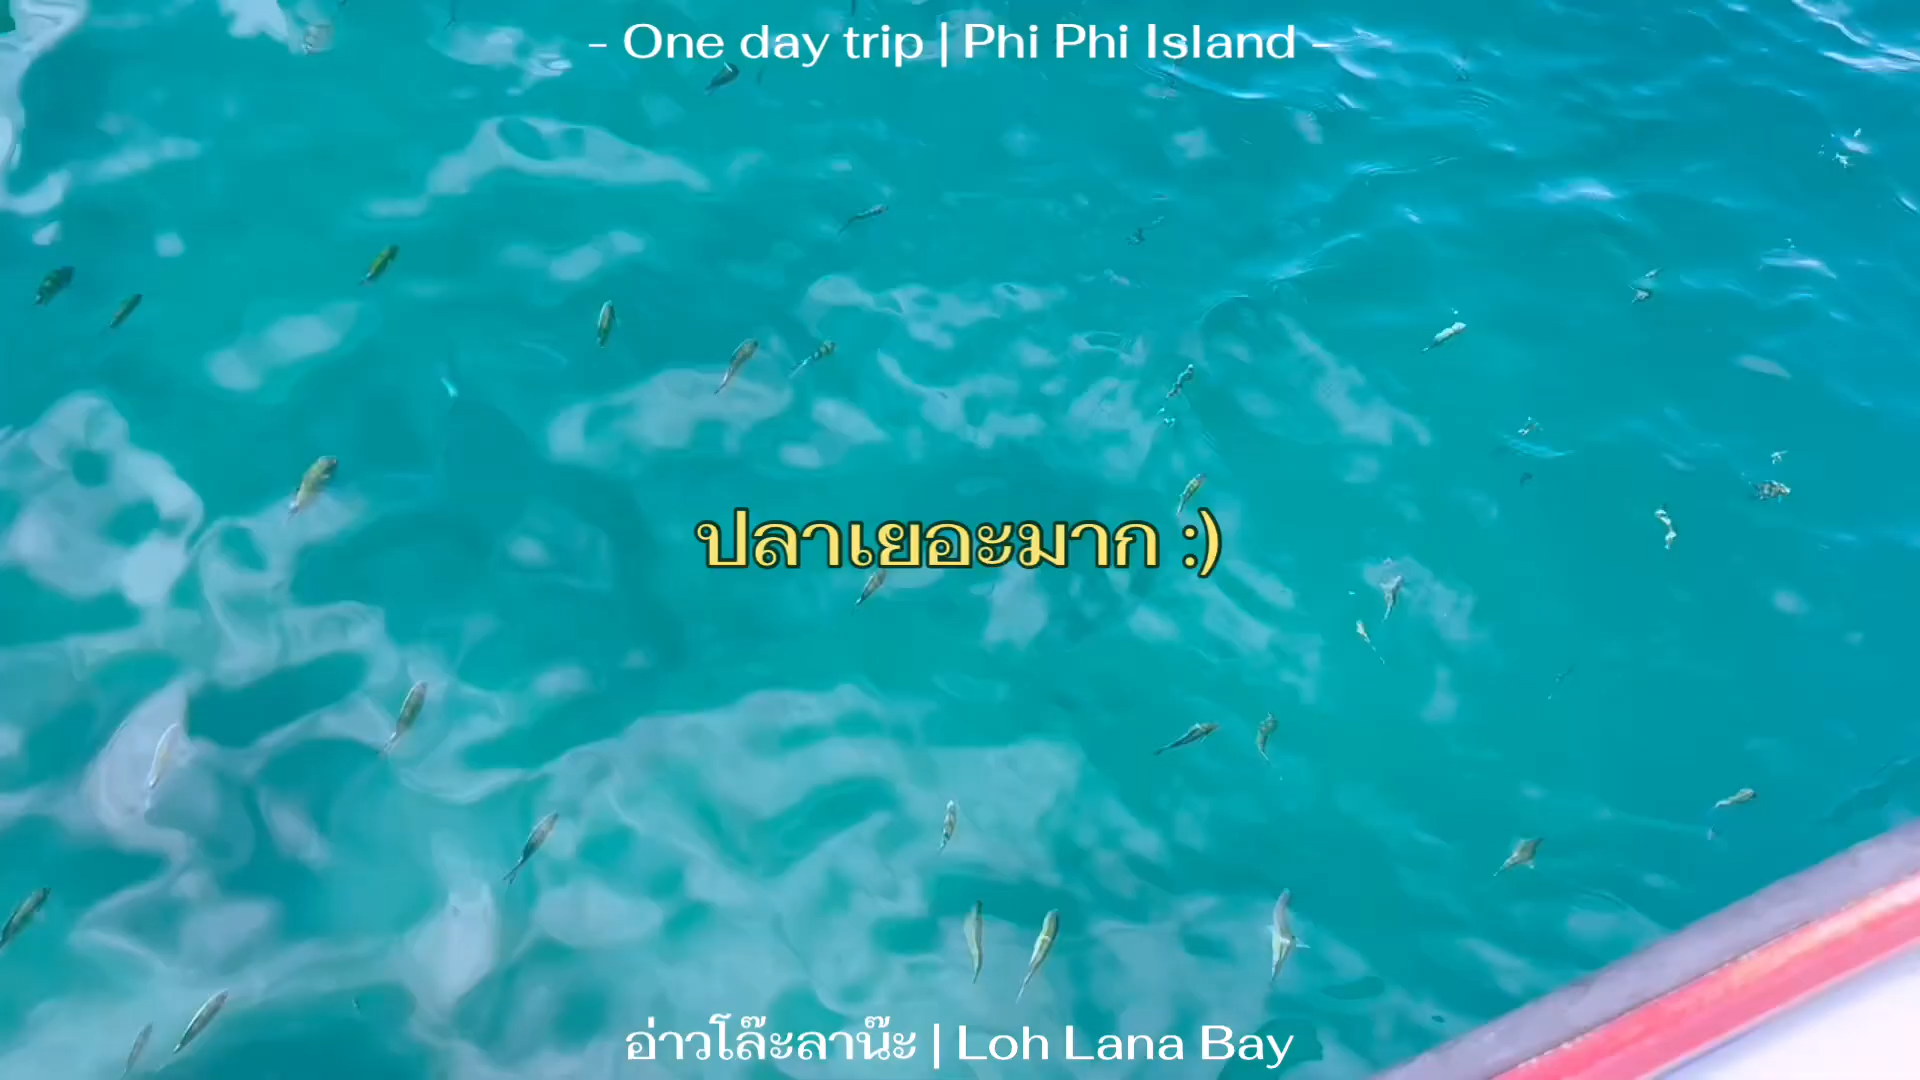 - One day trip | Phi Phi Island -
ปลาเยอะมาก :)
อ่าวโล๊ะลาน๊ะ | Loh Lana Bay